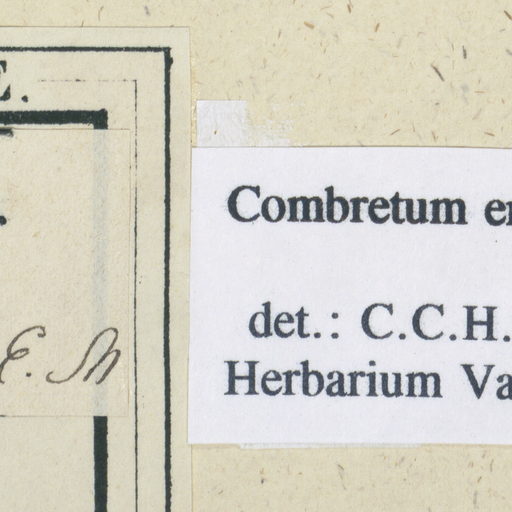 E.
E. M
Combretum er
det.: C.C.H.
Herbarium Va